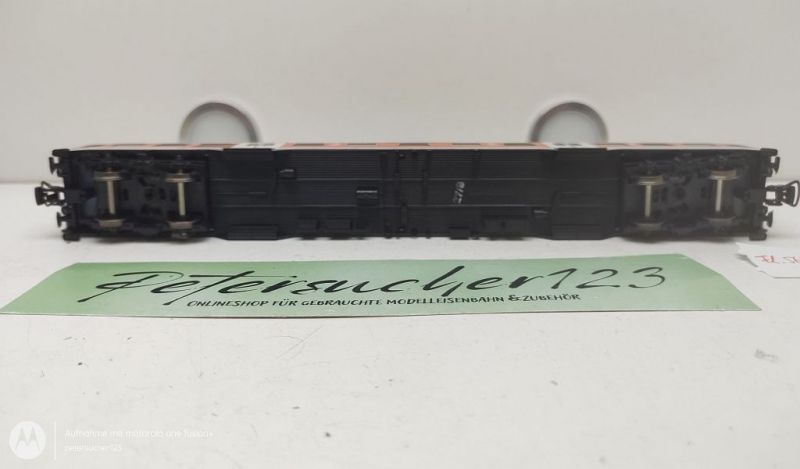 Petersucher123
ONLINESHOP FÜR GEBRAUCHTE MODELLEISENBAHN & ZUBEHÖR
Aufnahme mit motorola one fusion+
petersucher123